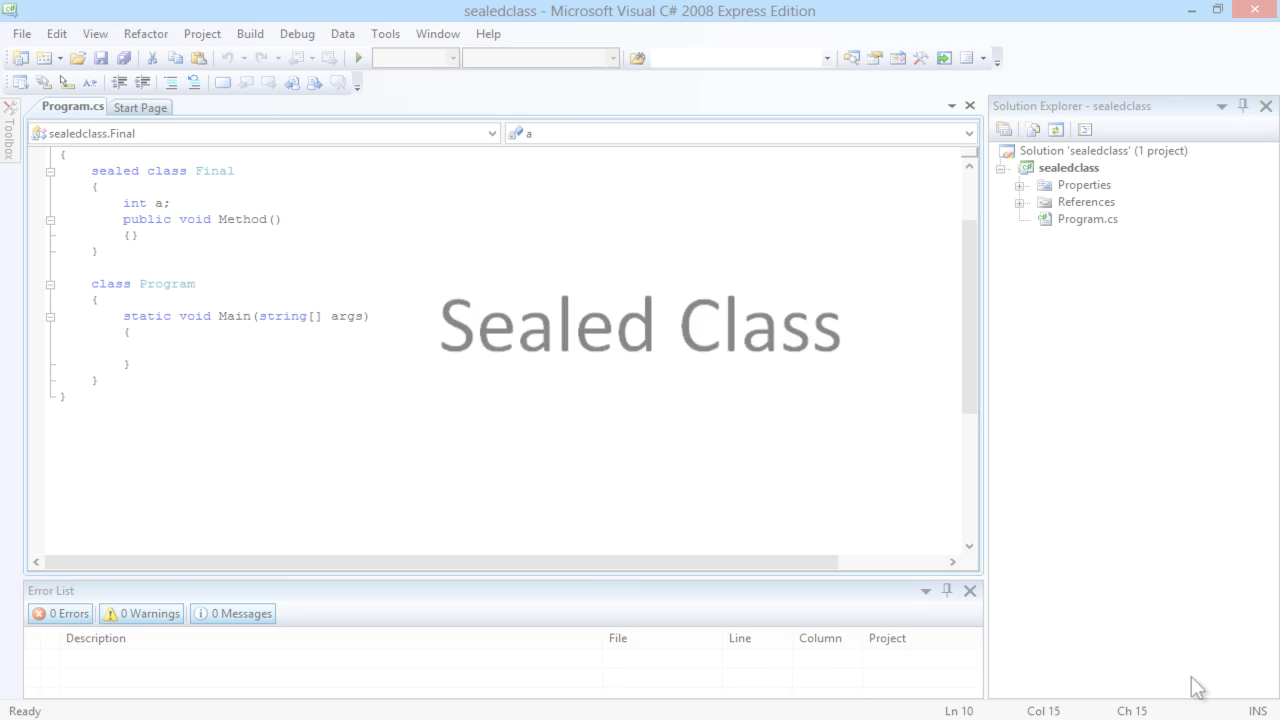 sealedclass - Microsoft Visual C# 2008 Express Edition
File Edit View Refactor Project Build Debug Data Tools Window Help
Program.cs Start Page
Toolbox
sealedclass.Final
a
{
sealed class Final
{
int a;
public void Method()
{}
}
class Program
{
static void Main(string[] args)
{
}
}
}
Sealed Class
Solution Explorer - sealedclass
Solution 'sealedclass' (1 project)
sealedclass
Properties
References
Program.cs
Error List
0 Errors 0 Warnings 0 Messages
Description File Line Column Project
Ready Ln 10 Col 15 Ch 15 INS